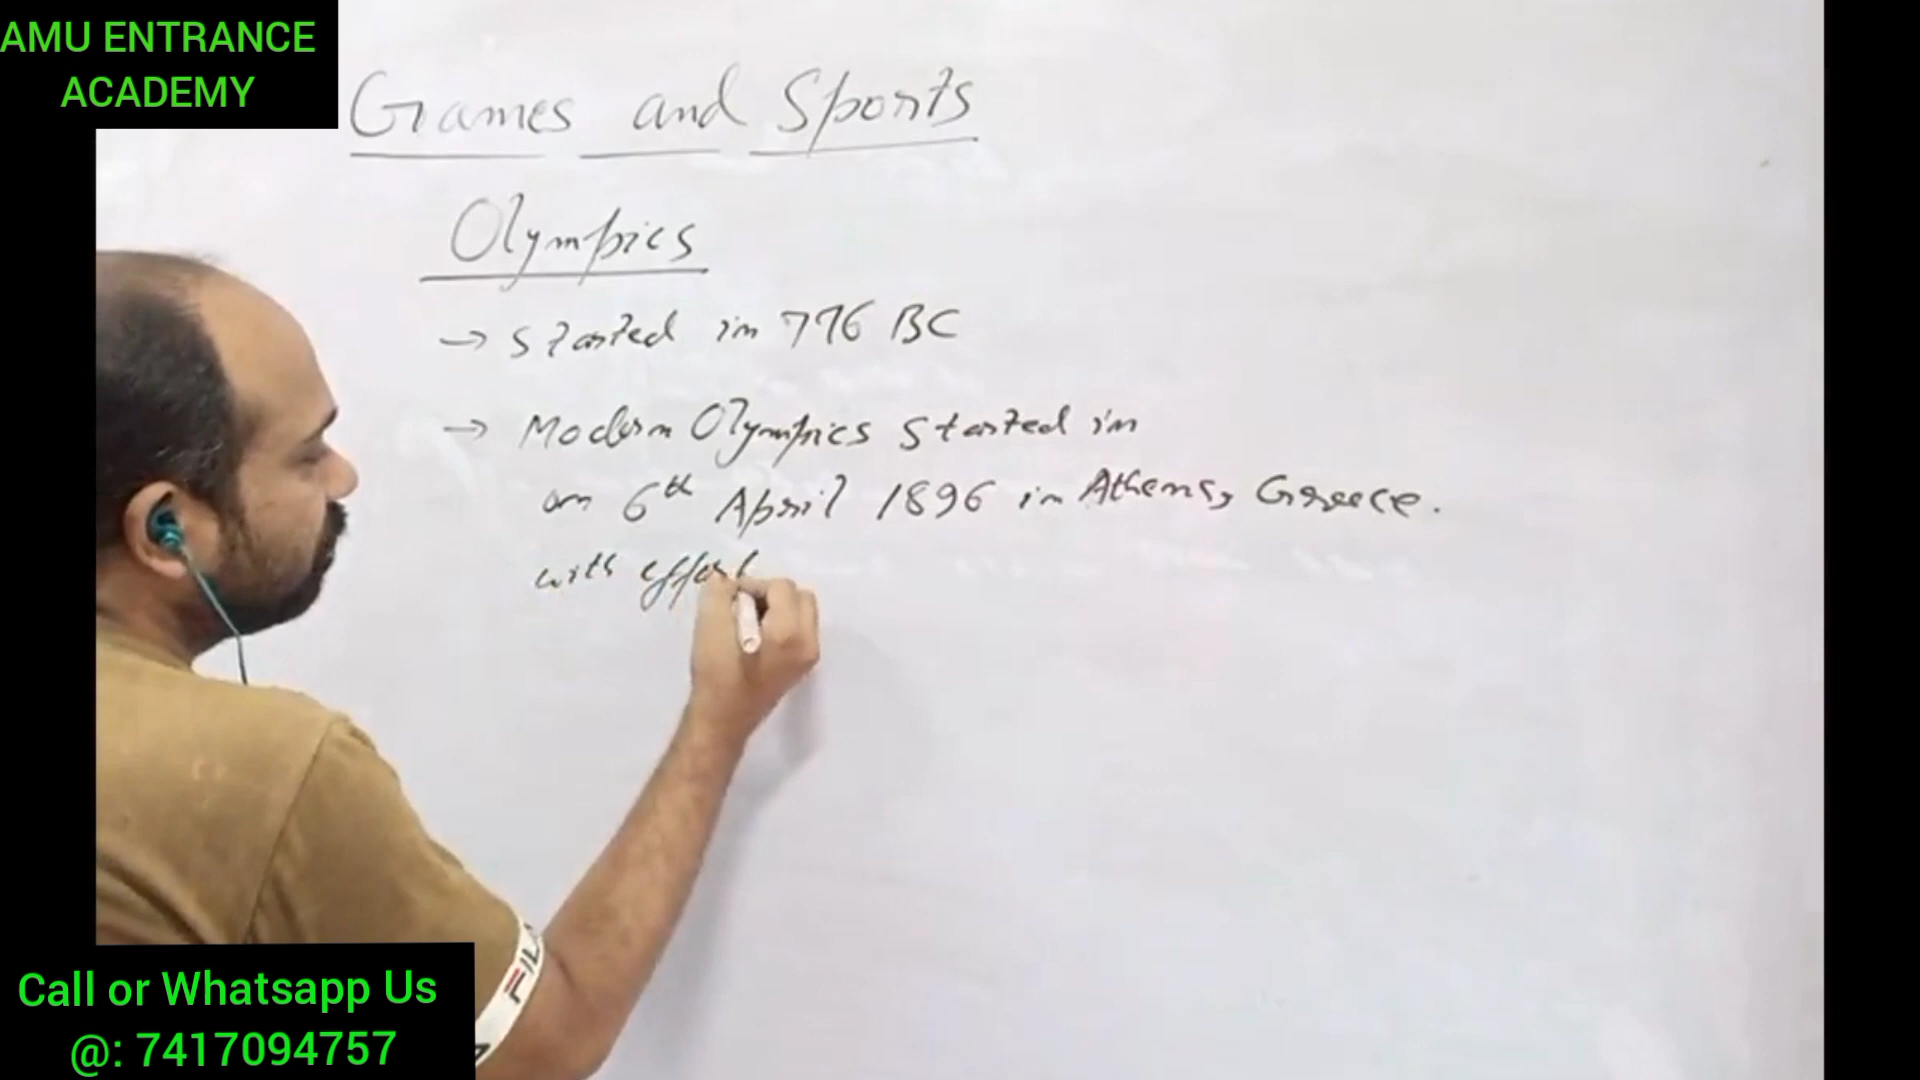 AMU ENTRANCE
ACADEMY
Games and Sports
Olympics
→ Started in 776 BC
→ Modern Olympics Started in
on 6th April 1896 in Athens, Greece.
with effort
FILA
Call or Whatsapp Us
@: 7417094757